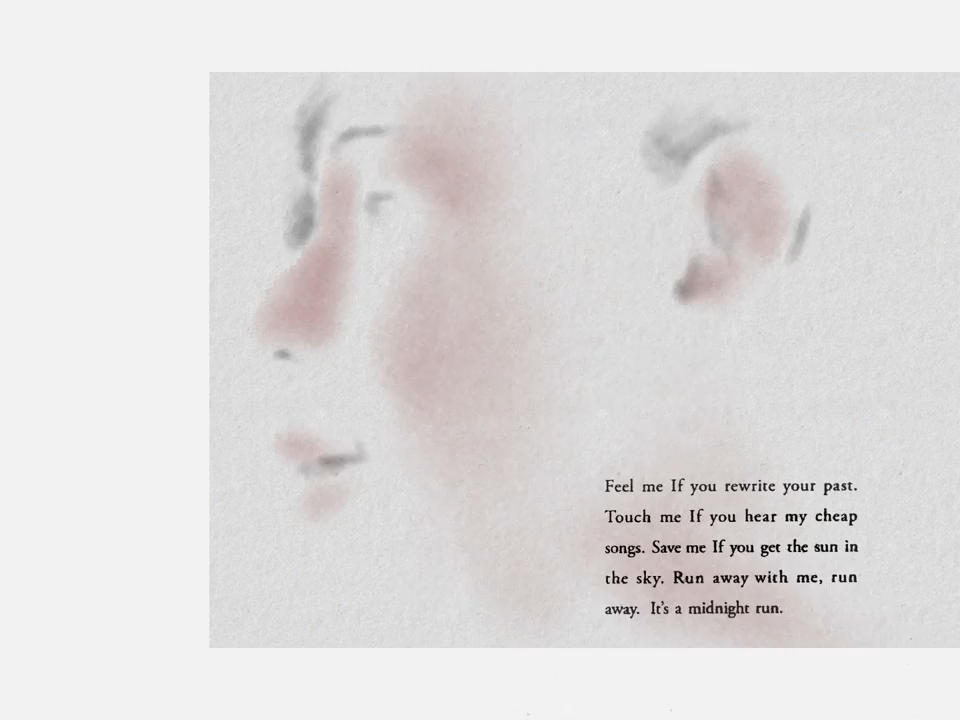 Feel me If you rewrite your past.
Touch me If you hear my cheap
songs. Save me If you get the sun in
the sky. Run away with me, run
away. It's a midnight run.